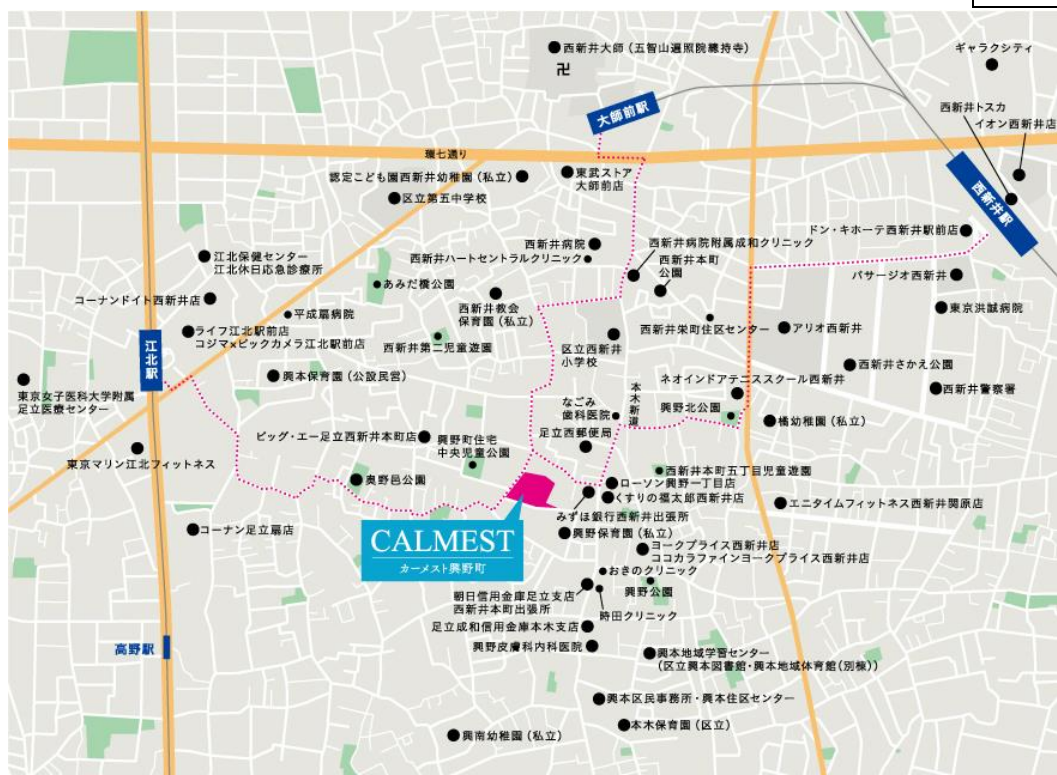 西新井大師（五智山遍照院總持寺）
ギャラクシティ
大師前駅
西新井トスカ
イオン西新井店
環七通り
認定こども園西新井幼稚園（私立）
東武ストア
大師前店
西新井駅
区立第五中学校
ドン・キホーテ西新井駅前店
西新井病院
西新井病院附属成和クリニック
西新井ハートセントラルクリニック
西新井本町
公園
江北保健センター
江北休日応急診療所
パサージオ西新井
あみだ橋公園
コーナンドイト西新井店
西新井教会
保育園（私立）
東京洪誠病院
平成扇病院
西新井栄町住区センター
アリオ西新井
ライフ江北駅前店
コジマ×ビックカメラ江北駅前店
西新井第二児童遊園
区立西新井
小学校
江北駅
西新井さかえ公園
興本保育園（公設民営）
ネオインドアテニススクール西新井
西新井警察署
東京女子医科大学附属
足立医療センター
本木新道
なごみ
歯科医院
興野北公園
橘幼稚園（私立）
ビッグ・エー足立西新井本町店
興野町住宅
中央児童公園
足立西郵便局
東京マリン江北フィットネス
奥野邑公園
西新井本町五丁目児童遊園
ローソン興野一丁目店
くすりの福太郎西新井店
エニタイムフィットネス西新井関原店
みずほ銀行西新井出張所
コーナン足立扇店
CALMEST
カーメスト興野町
興野保育園（私立）
ヨークプライス西新井店
ココカラファインヨークプライス西新井店
おきのクリニック
興野公園
朝日信用金庫足立支店
西新井本町出張所
時田クリニック
足立成和信用金庫本木支店
高野駅
興野皮膚科内科医院
興本地域学習センター
（区立興本図書館・興本地域体育館（別棟））
興本区民事務所・興本住区センター
本木保育園（区立）
興南幼稚園（私立）